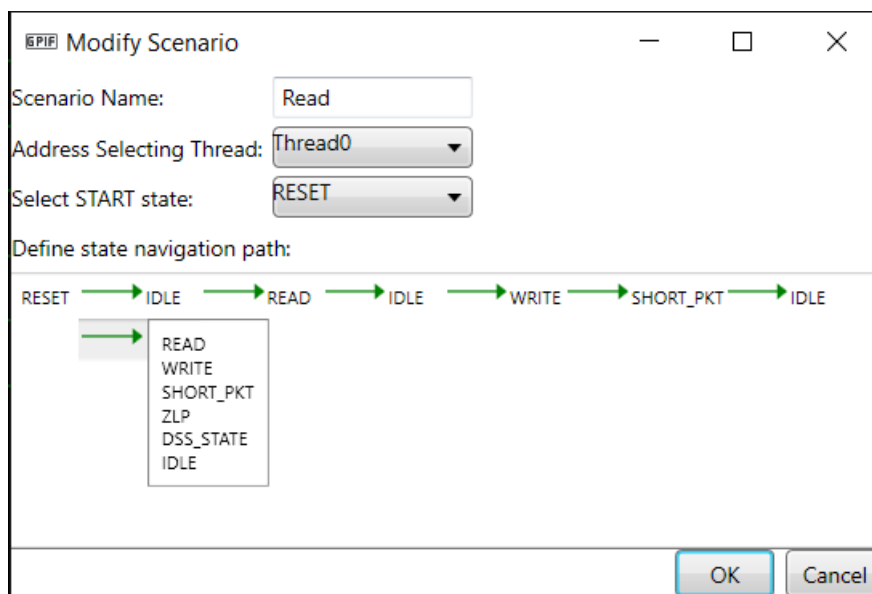 GPIF Modify Scenario
Scenario Name: Read
Address Selecting Thread: Thread0
Select START state: RESET
Define state navigation path:
RESET IDLE READ IDLE WRITE SHORT_PKT IDLE
READ
WRITE
SHORT_PKT
ZLP
DSS_STATE
IDLE
OK Cancel